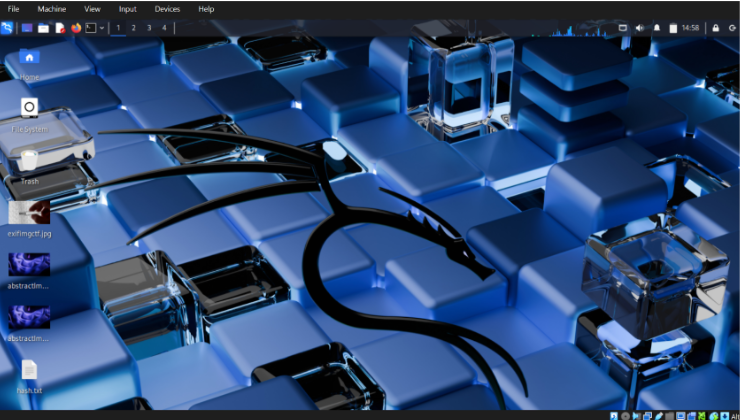 File Machine View Input Devices Help
1 2 3 4 14:58
Home
File System
Trash
exifimgctf.jpg
abstractIm...
abstractIm...
hash.txt
Alt